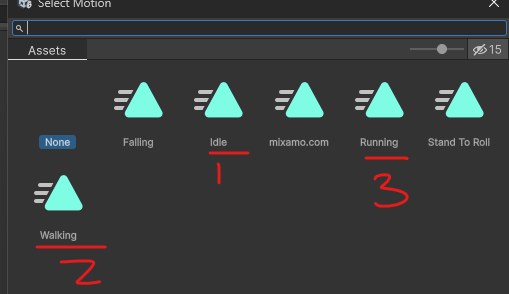 Select Motion
Assets
15
None
Falling
Idle
mixamo.com
Running
Stand To Roll
1
3
Walking
2